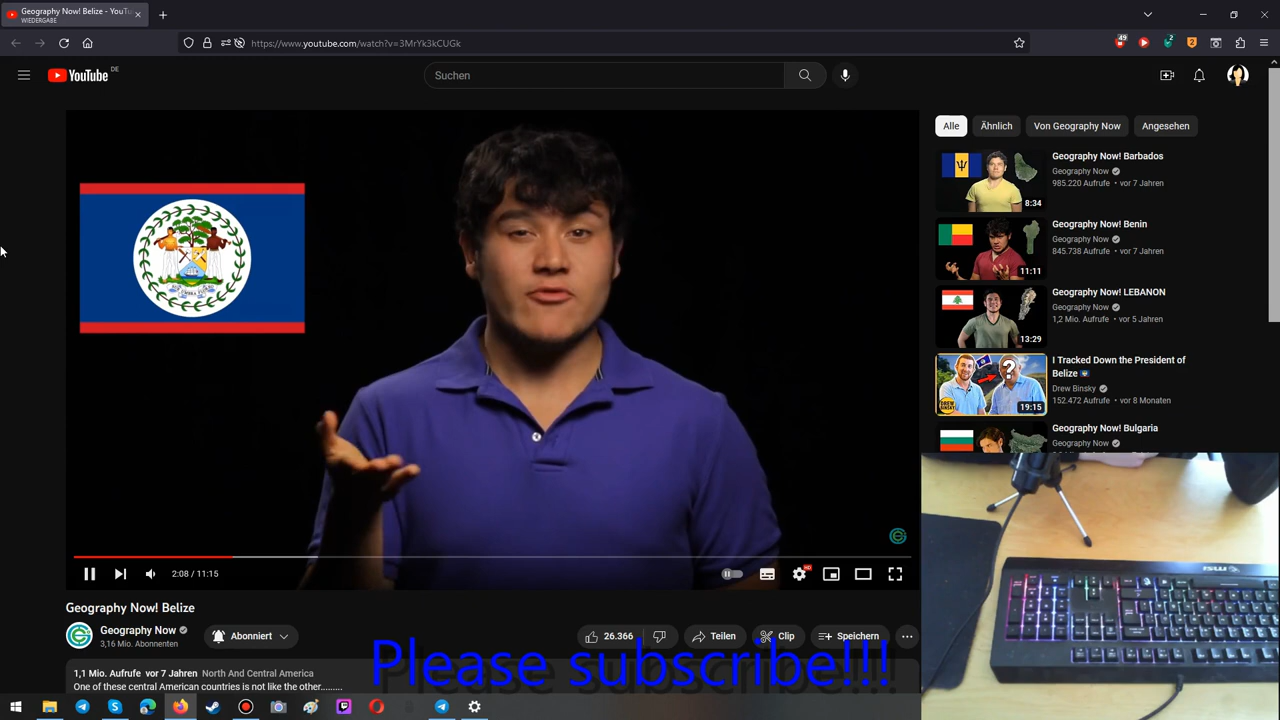 Geography Now! Belize - YouTu
WIEDERGABE
https://www.youtube.com/watch?v=3MrYk3kCUGk
49
2
2
YouTube DE
Suchen
Alle
Ähnlich
Von Geography Now
Angesehen
Geography Now! Barbados
Geography Now
985.220 Aufrufe • vor 7 Jahren
8:34
Geography Now! Benin
Geography Now
845.738 Aufrufe • vor 7 Jahren
11:11
Geography Now! LEBANON
Geography Now
1,2 Mio. Aufrufe • vor 5 Jahren
13:29
I Tracked Down the President of
Belize
Drew Binsky
152.472 Aufrufe • vor 8 Monaten
19:15
Geography Now! Bulgaria
Geography Now
2:08 / 11:15
HD
Geography Now! Belize
Geography Now
3,16 Mio. Abonnenten
Abonniert
26.366
Teilen
Clip
Speichern
1,1 Mio. Aufrufe vor 7 Jahren North And Central America
One of these central American countries is not like the other.........
Please subscribe!!!
msi